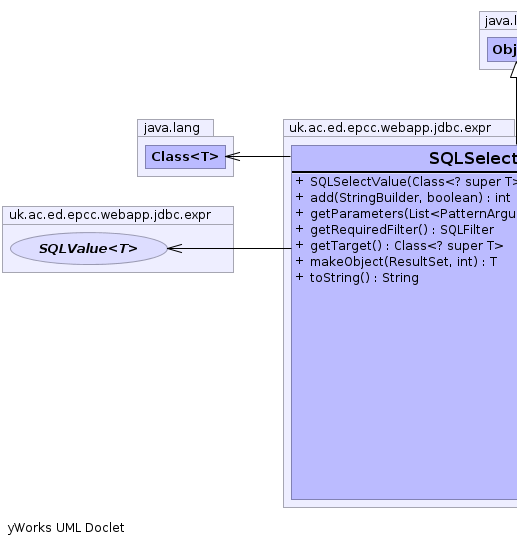 java.l
Obj
java.lang
Class<T>
uk.ac.ed.epcc.webapp.jdbc.expr
SQLSelect
+ SQLSelectValue(Class<? super T>
+ add(StringBuilder, boolean) : int
+ getParameters(List<PatternArgu
+ getRequiredFilter() : SQLFilter
+ getTarget() : Class<? super T>
+ makeObject(ResultSet, int) : T
+ toString() : String
uk.ac.ed.epcc.webapp.jdbc.expr
SQLValue<T>
yWorks UML Doclet